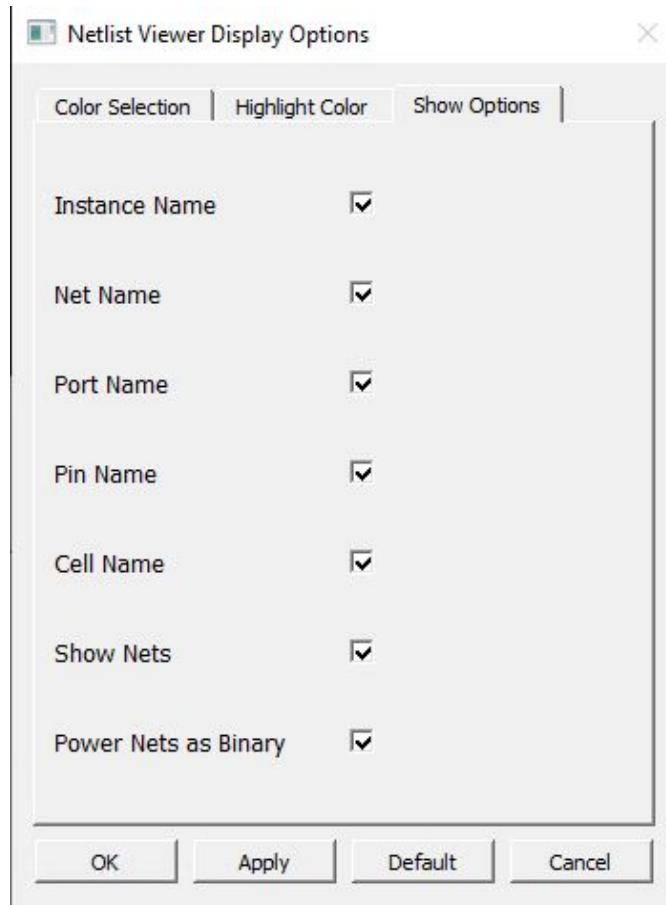 Netlist Viewer Display Options
Color Selection Highlight Color Show Options
Instance Name
Net Name
Port Name
Pin Name
Cell Name
Show Nets
Power Nets as Binary
OK Apply Default Cancel